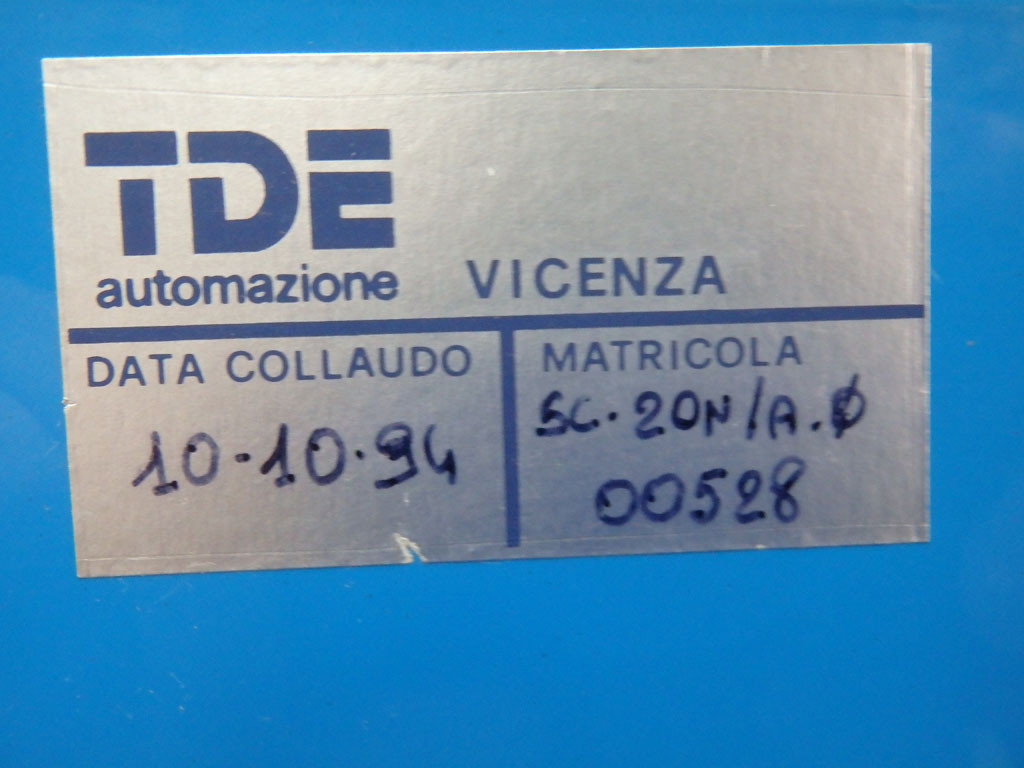 TDE
automazione VICENZA
DATA COLLAUDO
10-10.94
MATRICOLA
SC.20N/A.Ø
00528